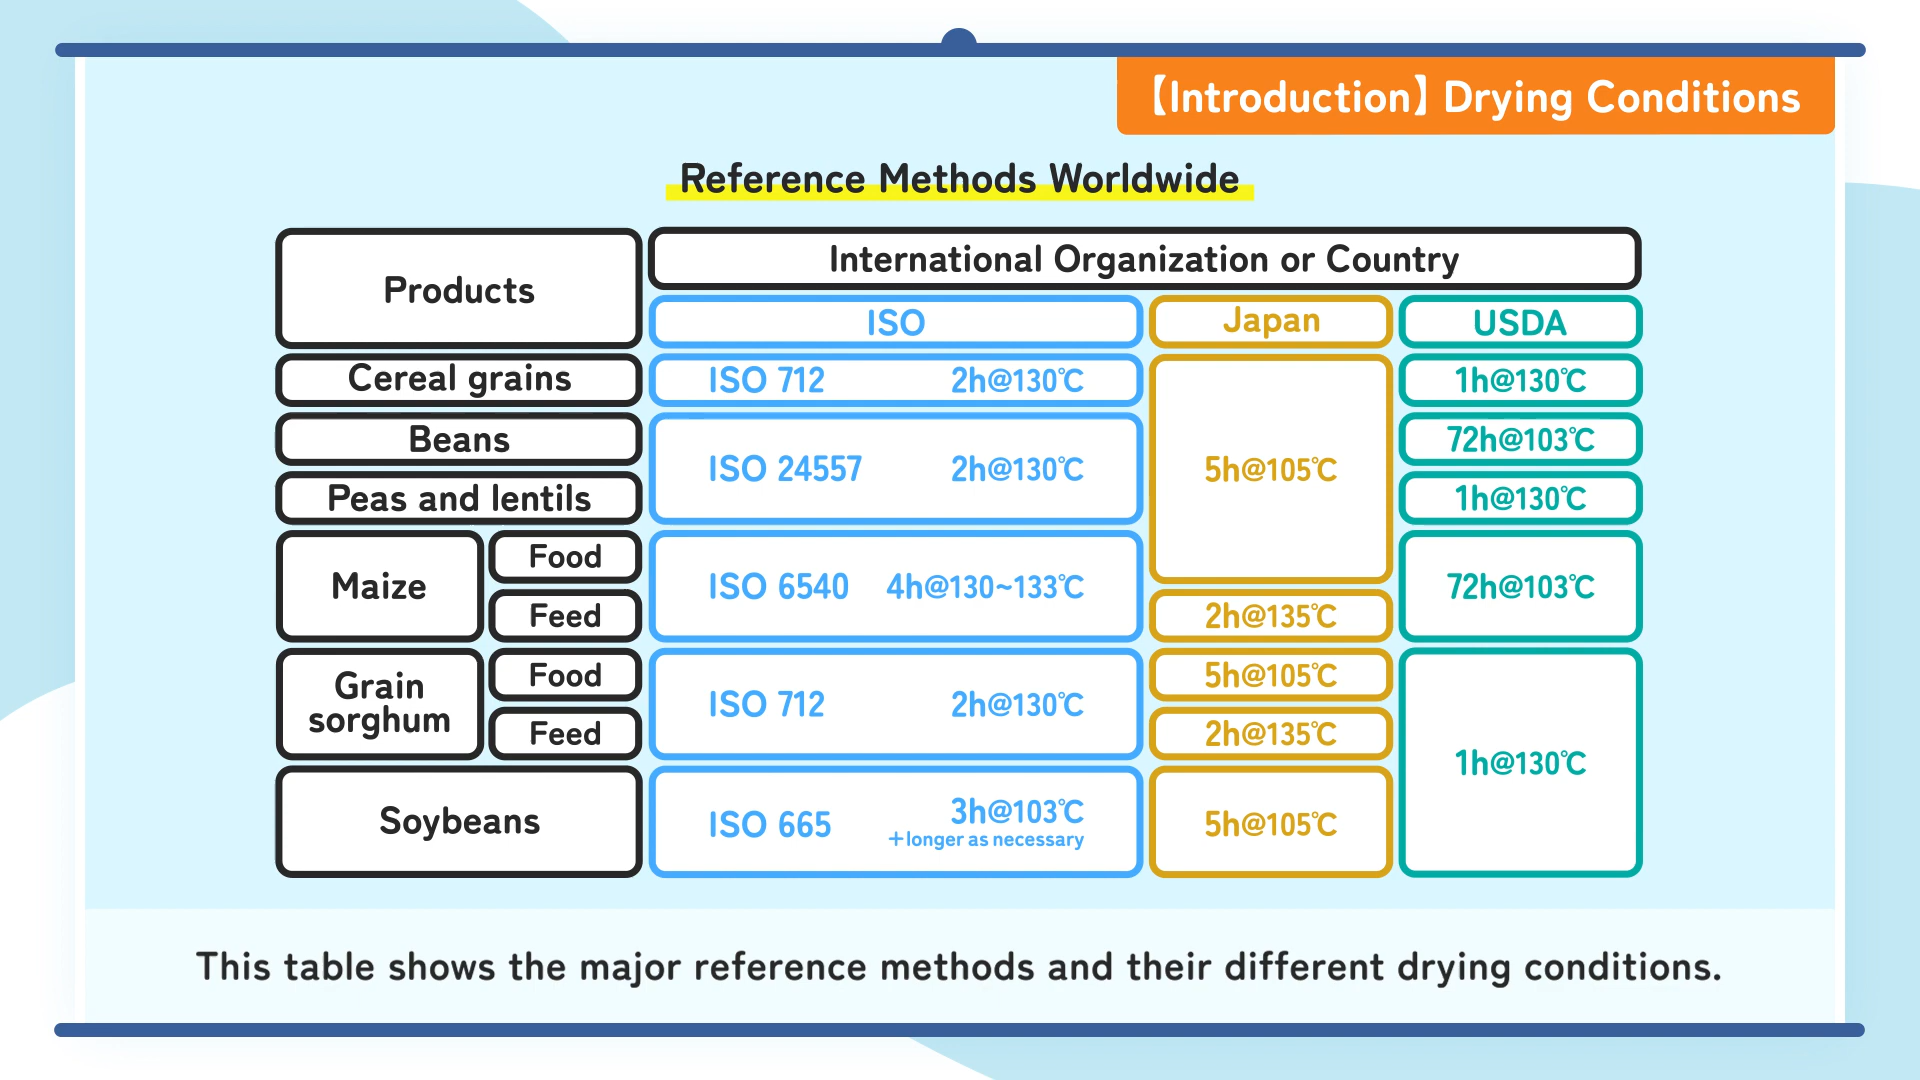 【Introduction】Drying Conditions
Reference Methods Worldwide
Products
International Organization or Country
ISO
Japan
USDA
Cereal grains
ISO 712 2h@130℃
1h@130℃
Beans
72h@103℃
ISO 24557 2h@130℃
5h@105℃
Peas and lentils
1h@130℃
Maize
Food
ISO 6540 4h@130~133℃
72h@103℃
Feed
2h@135℃
Grain
sorghum
Food
5h@105℃
ISO 712 2h@130℃
Feed
2h@135℃
1h@130℃
Soybeans
ISO 665 3h@103℃
+longer as necessary
5h@105℃
This table shows the major reference methods and their different drying conditions.